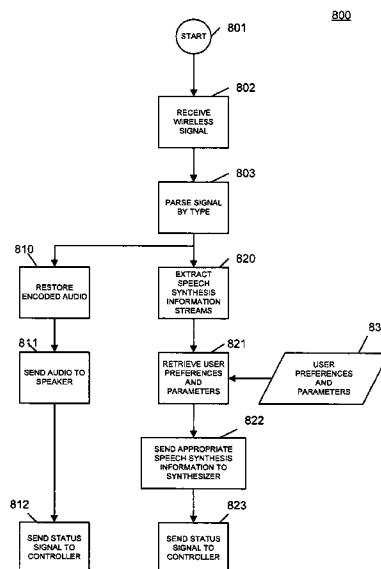 800
801
START
802
RECEIVE
WIRELESS
SIGNAL
803
PARSE SIGNAL
BY TYPE
810
RESTORE
ENCODED AUDIO
820
EXTRACT
SPEECH
SYNTHESIS
INFORMATION
STREAMS
811
SEND AUDIO TO
SPEAKER
821
RETRIEVE USER
PREFERENCES
AND
PARAMETERS
83
USER
PREFERENCES
AND
PARAMETERS
822
SEND APPROPRIATE
SPEECH SYNTHESIS
INFORMATION TO
SYNTHESIZER
812
SEND STATUS
SIGNAL TO
CONTROLLER
823
SEND STATUS
SIGNAL TO
CONTROLLER